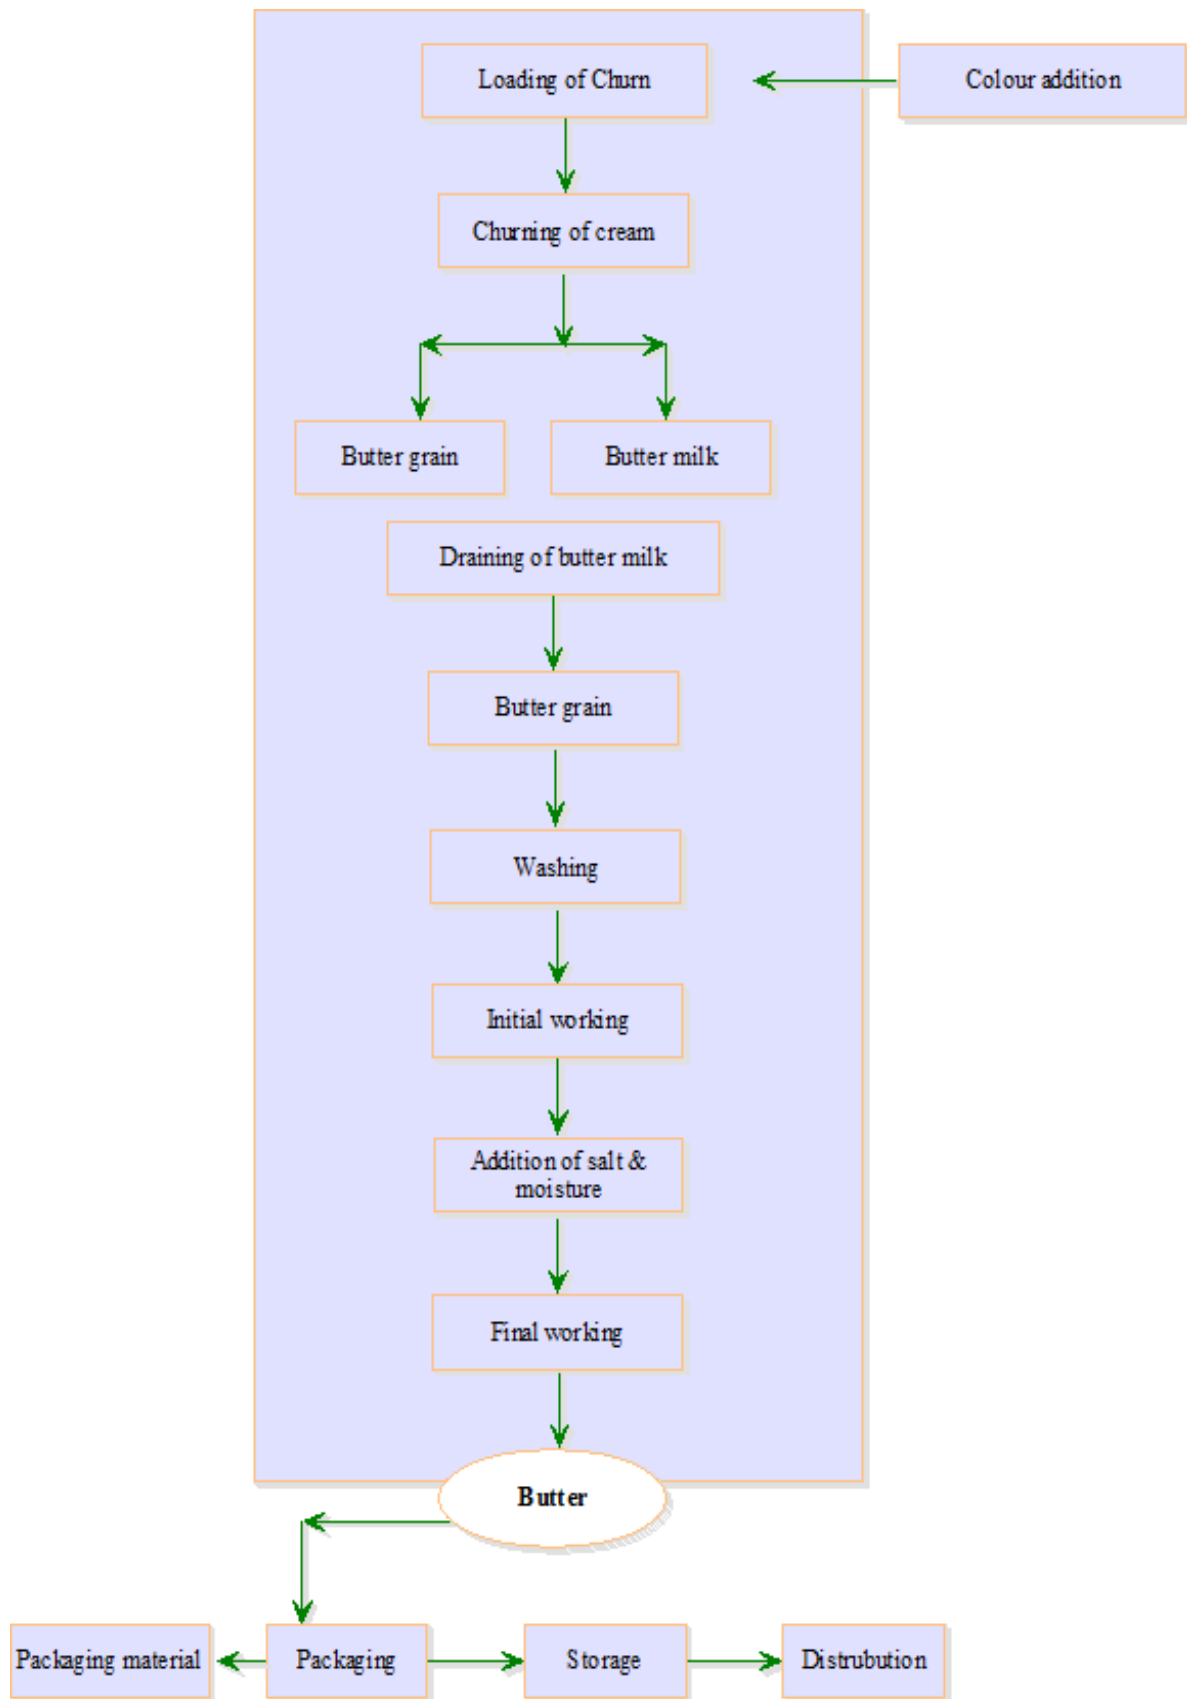 Loading of Churn
Colour addition
Churning of cream
Butter grain
Butter milk
Draining of butter milk
Butter grain
Washing
Initial working
Addition of salt &
moisture
Final working
Butter
Packaging material
Packaging
Storage
Distrubution